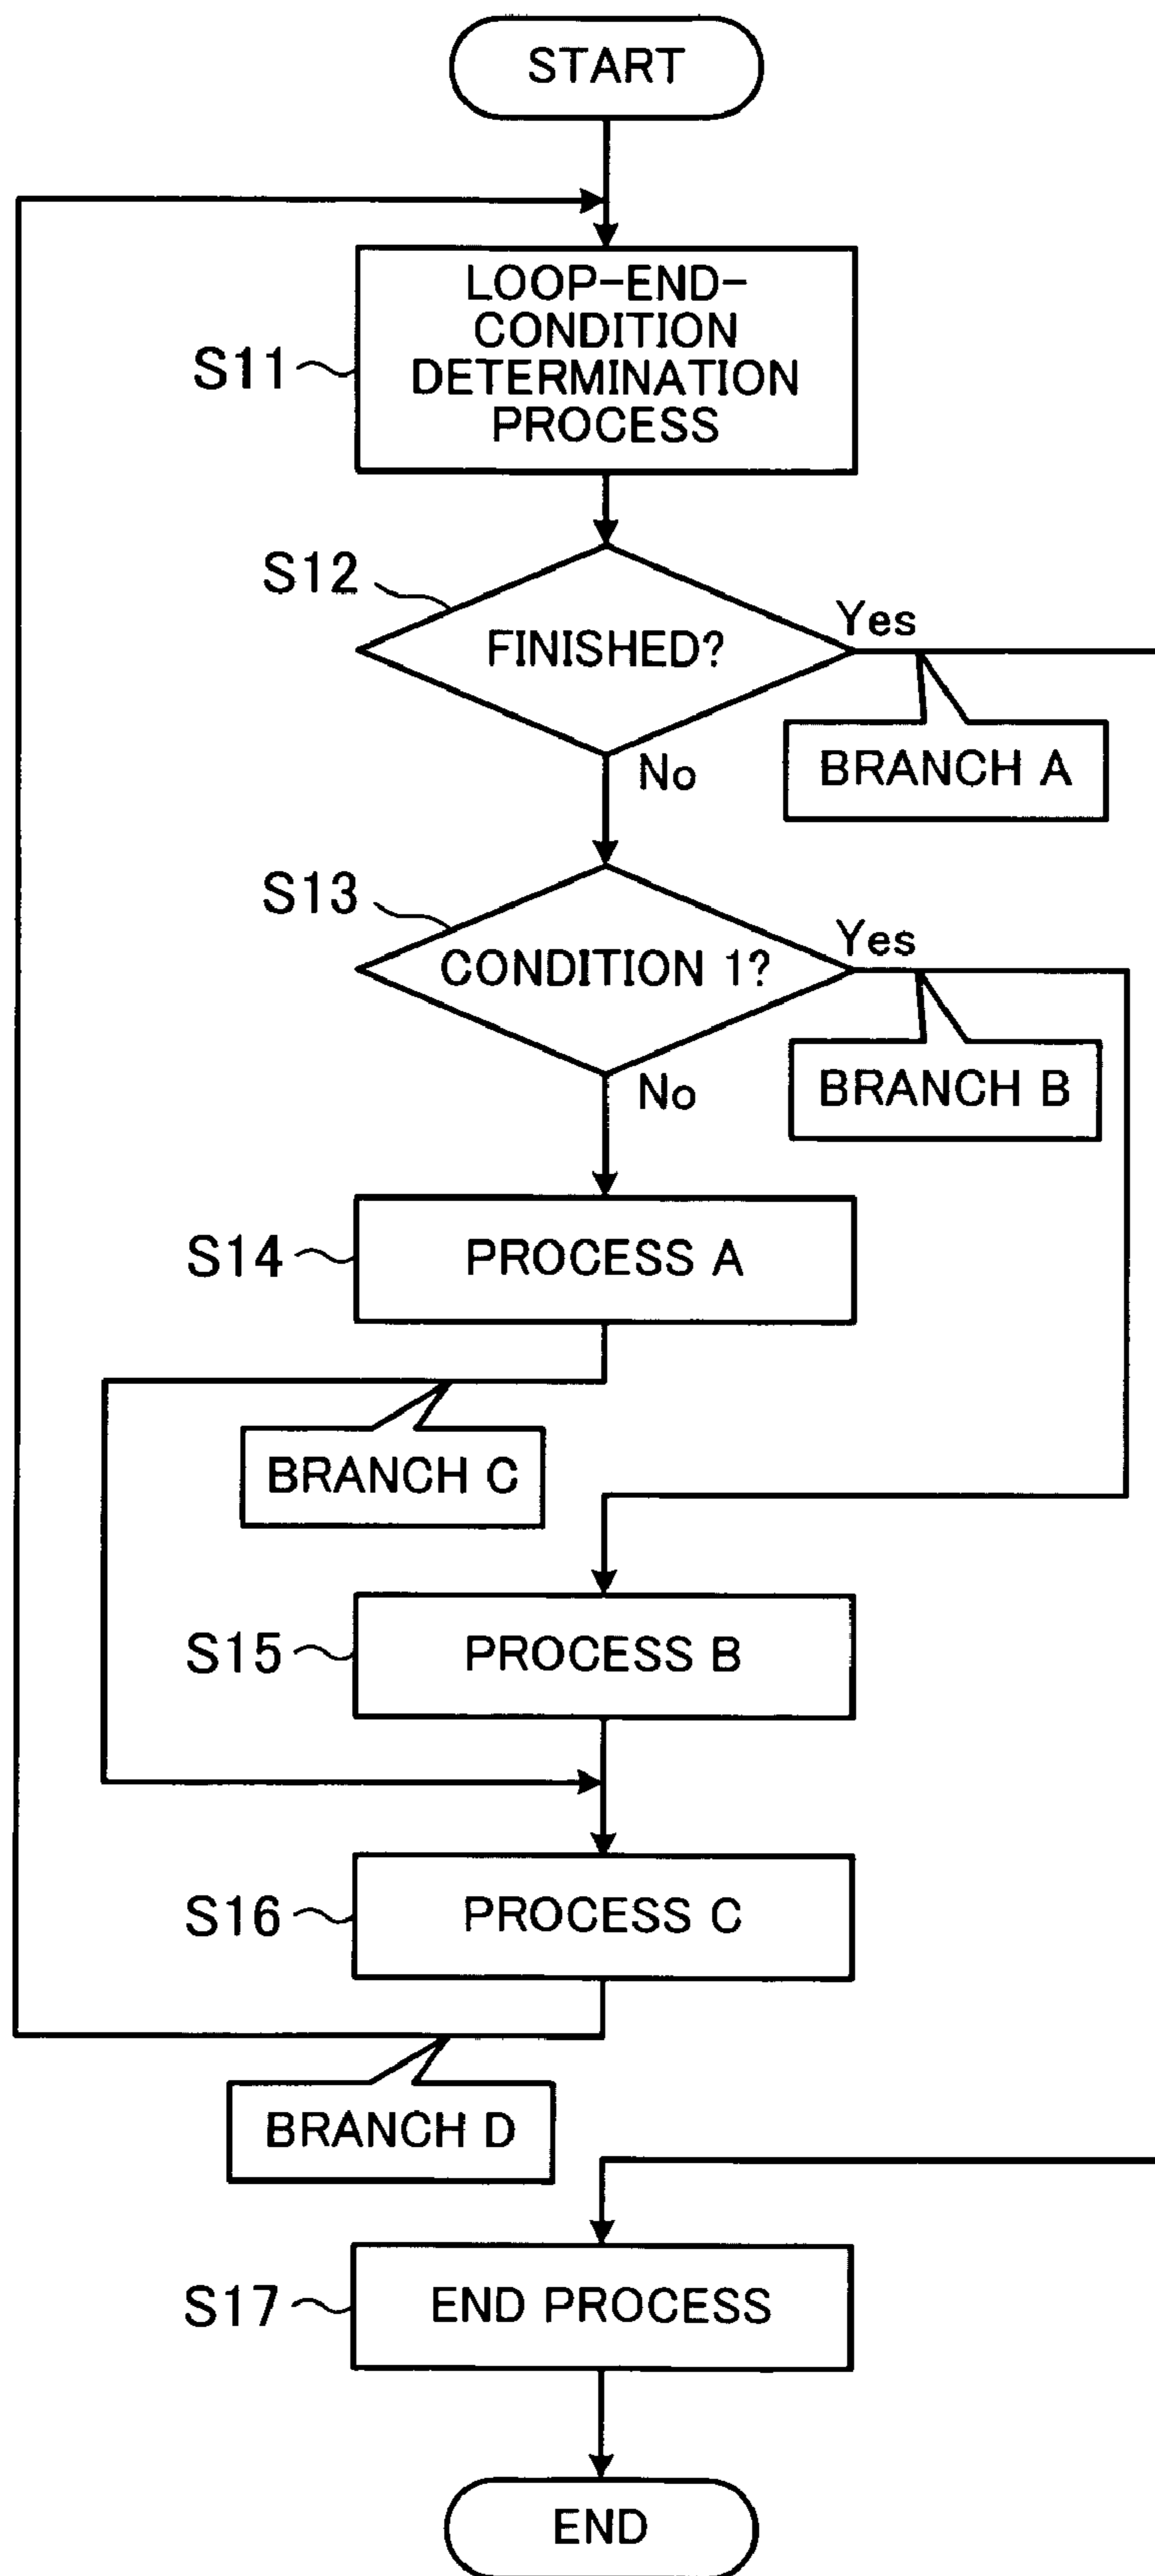 START
LOOP-END-
CONDITION
DETERMINATION
PROCESS
S11
S12
FINISHED?
Yes
BRANCH A
No
S13
CONDITION 1?
Yes
BRANCH B
No
S14
PROCESS A
BRANCH C
S15
PROCESS B
S16
PROCESS C
BRANCH D
S17
END PROCESS
END